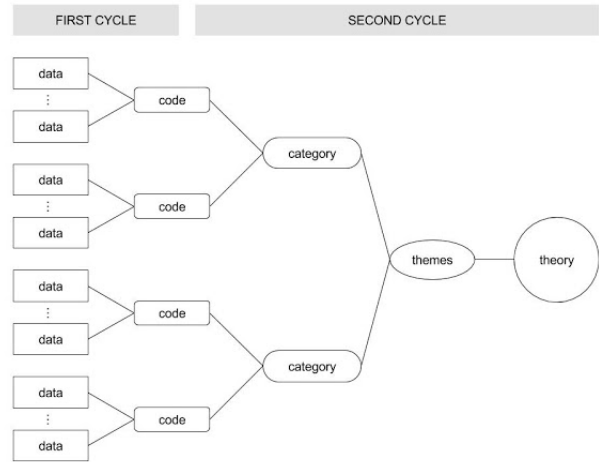 FIRST CYCLE
SECOND CYCLE
data
data
code
data
data
code
category
data
data
code
data
data
code
category
themes
theory